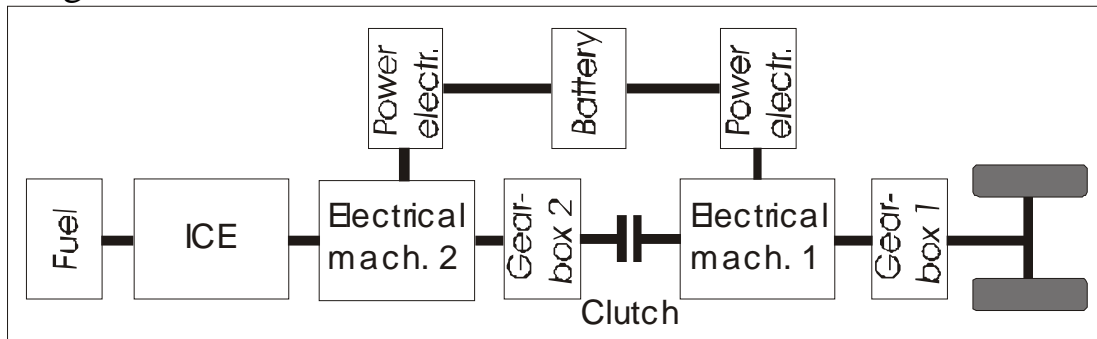 Power
electr.
Battery
Power
electr.
Fuel
ICE
Electrical
mach. 2
Gear-
box 2
Clutch
Electrical
mach. 1
Gear-
box 1